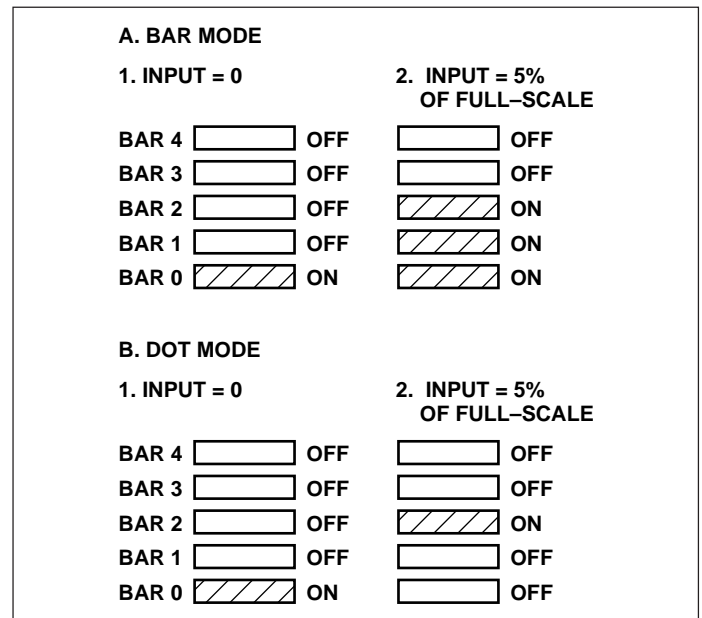 A. BAR MODE
1. INPUT = 0 2. INPUT = 5%
OF FULL–SCALE
BAR 4 OFF OFF
BAR 3 OFF OFF
BAR 2 OFF ON
BAR 1 OFF ON
BAR 0 ON ON
B. DOT MODE
1. INPUT = 0 2. INPUT = 5%
OF FULL–SCALE
BAR 4 OFF OFF
BAR 3 OFF OFF
BAR 2 OFF ON
BAR 1 OFF OFF
BAR 0 ON OFF